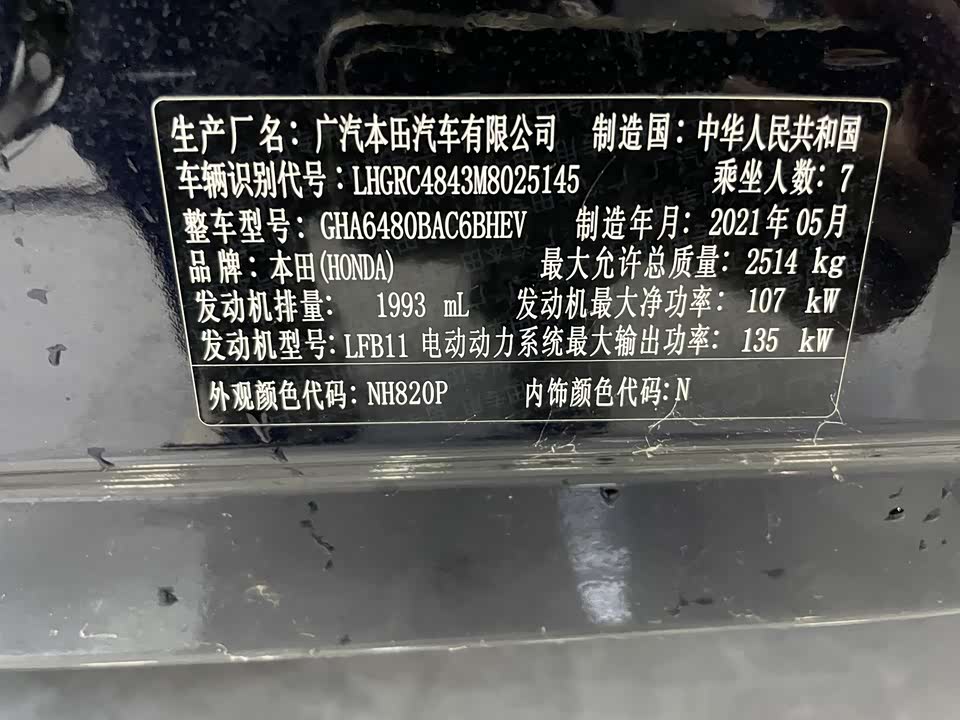 生产厂名：广汽本田汽车有限公司 制造国：中华人民共和国
车辆识别代号：LHGRC4843M8025145 乘坐人数：7
整车型号：GHA6480BAC6BHEV 制造年月：2021年05月
品牌：本田(HONDA) 最大允许总质量：2514 kg
发动机排量： 1993 mL 发动机最大净功率：107 kW
发动机型号：LFB11 电动动力系统最大输出功率：135 kW
外观颜色代码：NH820P 内饰颜色代码：N